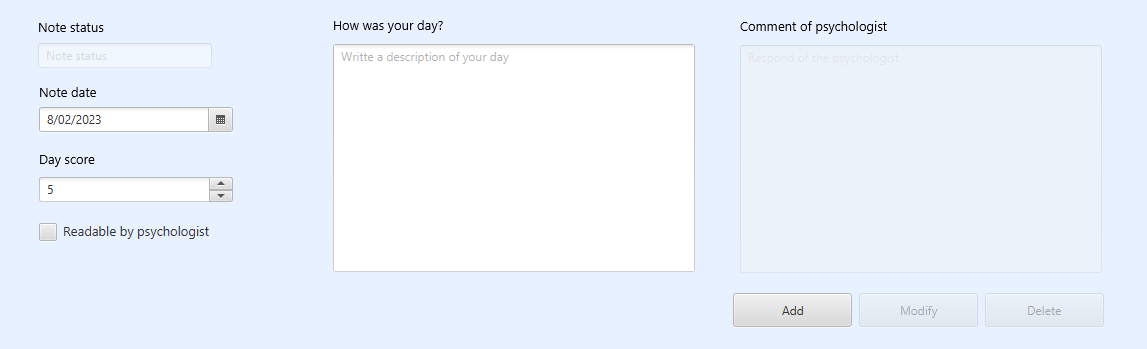 Note status
Note status
Note date
8/02/2023
Day score
5
Readable by psychologist
How was your day?
Writte a description of your day
Comment of psychologist
Respond of the psychologist
Add
Modify
Delete